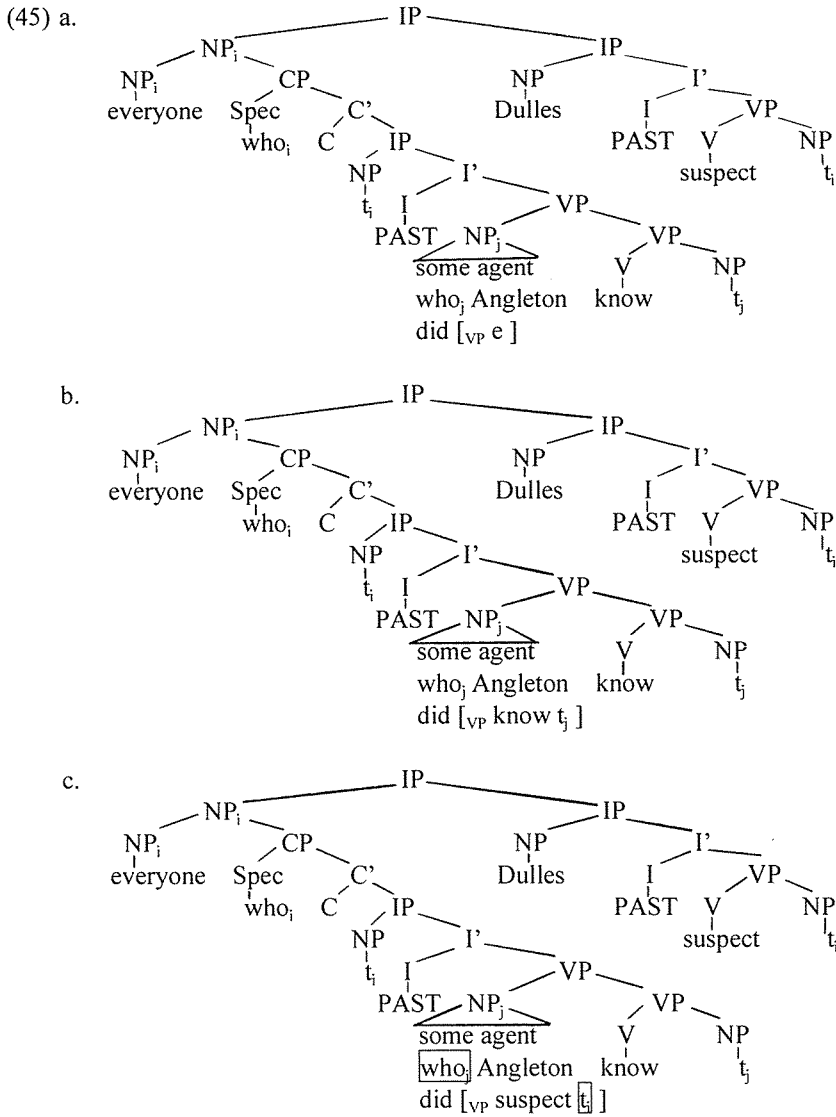 (45) a. IP
NPi IP
NPi CP NP I'
everyone Spec C' Dulles I VP
whoi C IP PAST V NP
NP I' suspect ti
ti I VP
PAST NPj VP
some agent V NP
whoj Angleton know tj
did [VP e ]
b. IP
NPi IP
NPi CP NP I'
everyone Spec C' Dulles I VP
whoi C IP PAST V NP
NP I' suspect ti
ti I VP
PAST NPj VP
some agent V NP
whoj Angleton know tj
did [VP know tj ]
c. IP
NPi IP
NPi CP NP I'
everyone Spec C' Dulles I VP
whoi C IP PAST V NP
NP I' suspect ti
ti I VP
PAST NPj VP
some agent V NP
whoj Angleton know tj
did [VP suspect ti ]